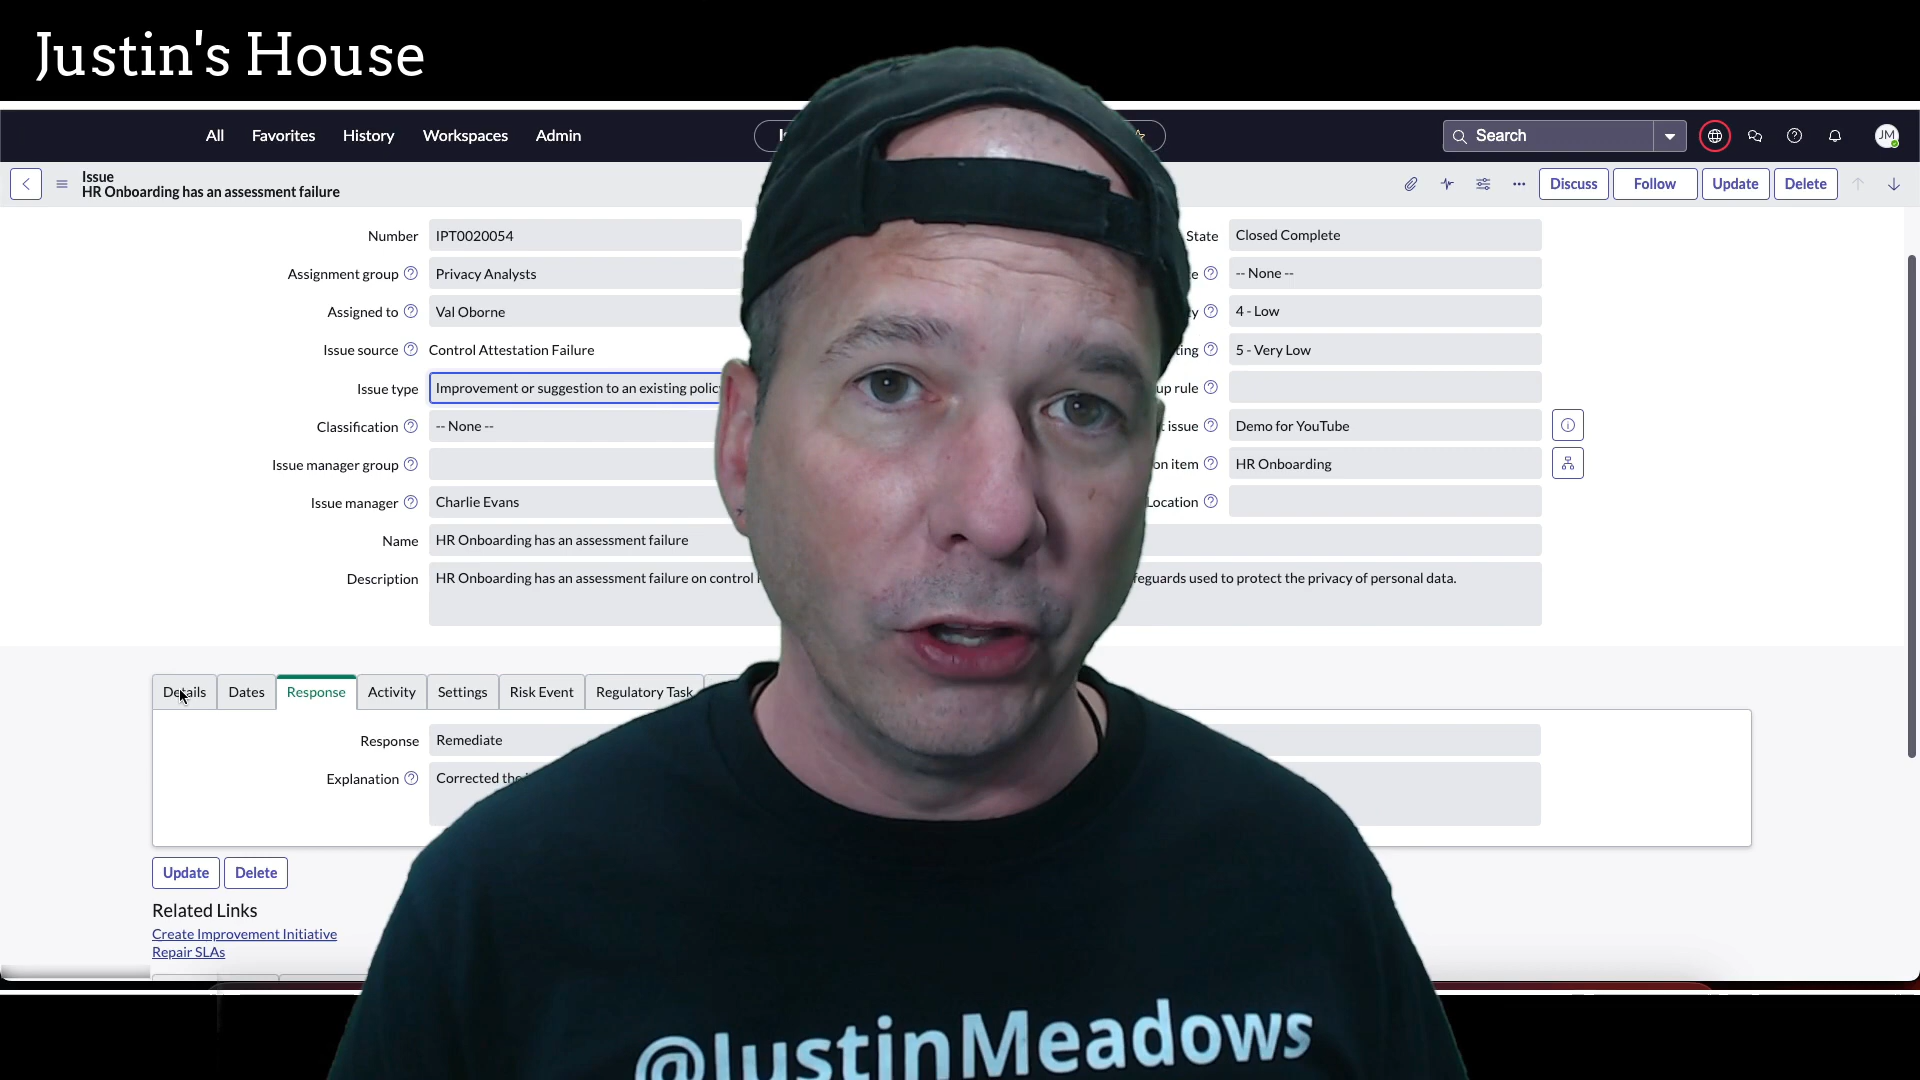 Justin's House
All Favorites History Workspaces Admin
Search
JM
Issue
HR Onboarding has an assessment failure
Discuss Follow Update Delete
Number IPT0020054 State Closed Complete
Assignment group Privacy Analysts -- None --
Assigned to Val Oborne 4 - Low
Issue source Control Attestation Failure 5 - Very Low
Issue type Improvement or suggestion to an existing rule
Classification -- None -- issue Demo for YouTube
Issue manager group item HR Onboarding
Issue manager Charlie Evans Location
Name HR Onboarding has an assessment failure
Description HR Onboarding has an assessment failure on control used to protect the privacy of personal data.
Details Dates Response Activity Settings Risk Event Regulatory Task
Response Remediate
Explanation Corrected
Update Delete
Related Links
Create Improvement Initiative
Repair SLAs
@JustinMeadows